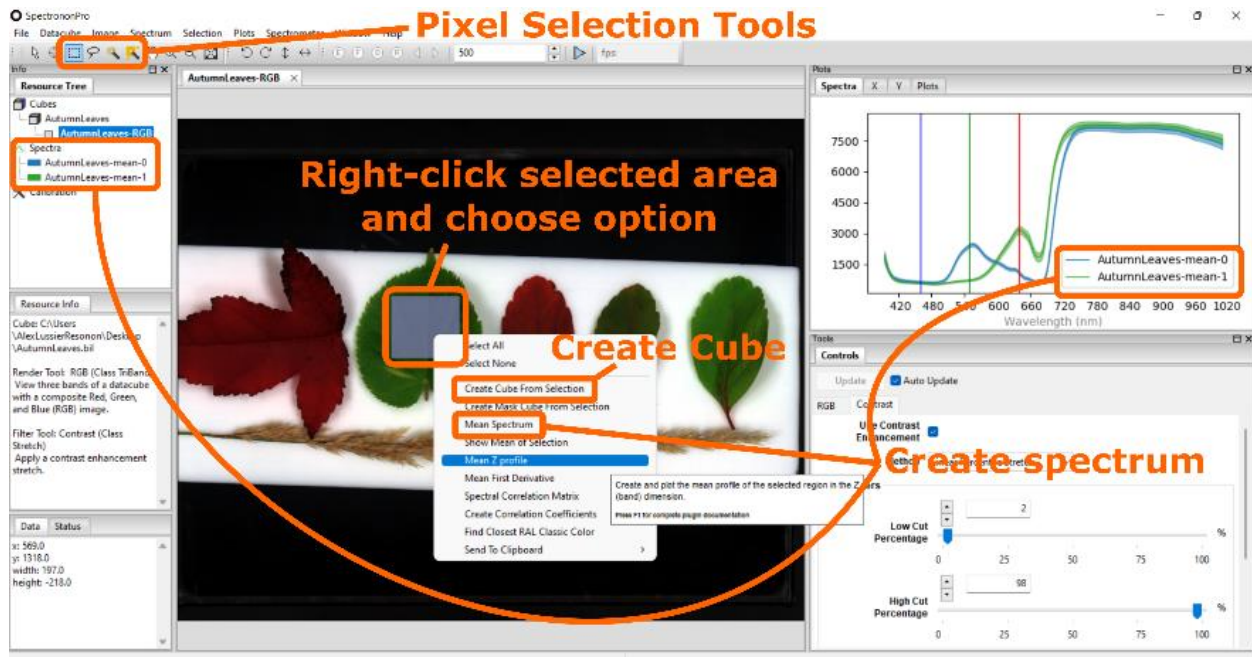 SpectrononPro
Pixel Selection Tools
File Datacube Image Spectrum Selection Plots Spectrometer Window Help
500
fps:
Info
Resource Tree
Cubes
AutumnLeaves
AutumnLeaves-RGB
Spectra
AutumnLeaves-mean-0
AutumnLeaves-mean-1
Calibration
Resource Info
Cube: C:\Users
\AlexLussierResonon\Desktop
\AutumnLeaves.bil
Render Tool: RGB (Class TriBand)
View three bands of a datacube
with a composite Red, Green,
and Blue (RGB) image.
Filter Tool: Contrast (Class
Stretch)
Apply a contrast enhancement
stretch.
Data Status
x: 569.0
y: 1318.0
width: 197.0
height: -218.0
AutumnLeaves-RGB
Right-click selected area
and choose option
Select All
Select None
Create Cube From Selection
Create Mask Cube From Selection
Mean Spectrum
Show Mean of Selection
Mean Z profile
Mean First Derivative
Spectral Correlation Matrix
Create Correlation Coefficients
Find Closest RAL Classic Color
Send To Clipboard
Create Cube
Create and plot the mean profile of the selected region in the Z
(band) dimension.
Press F1 for complete plugin documentation
Plots
Spectra X Y Plots
7500
6000
4500
3000
1500
AutumnLeaves-mean-0
AutumnLeaves-mean-1
420 480 540 600 660 720 780 840 900 960 1020
Wavelength (nm)
Tools
Controls
Update Auto Update
RGB Contrast
Use Contrast
Enhancement
Create spectrum
Low Cut
Percentage
2
%
0 25 50 75 100
High Cut
Percentage
98
%
0 25 50 75 100